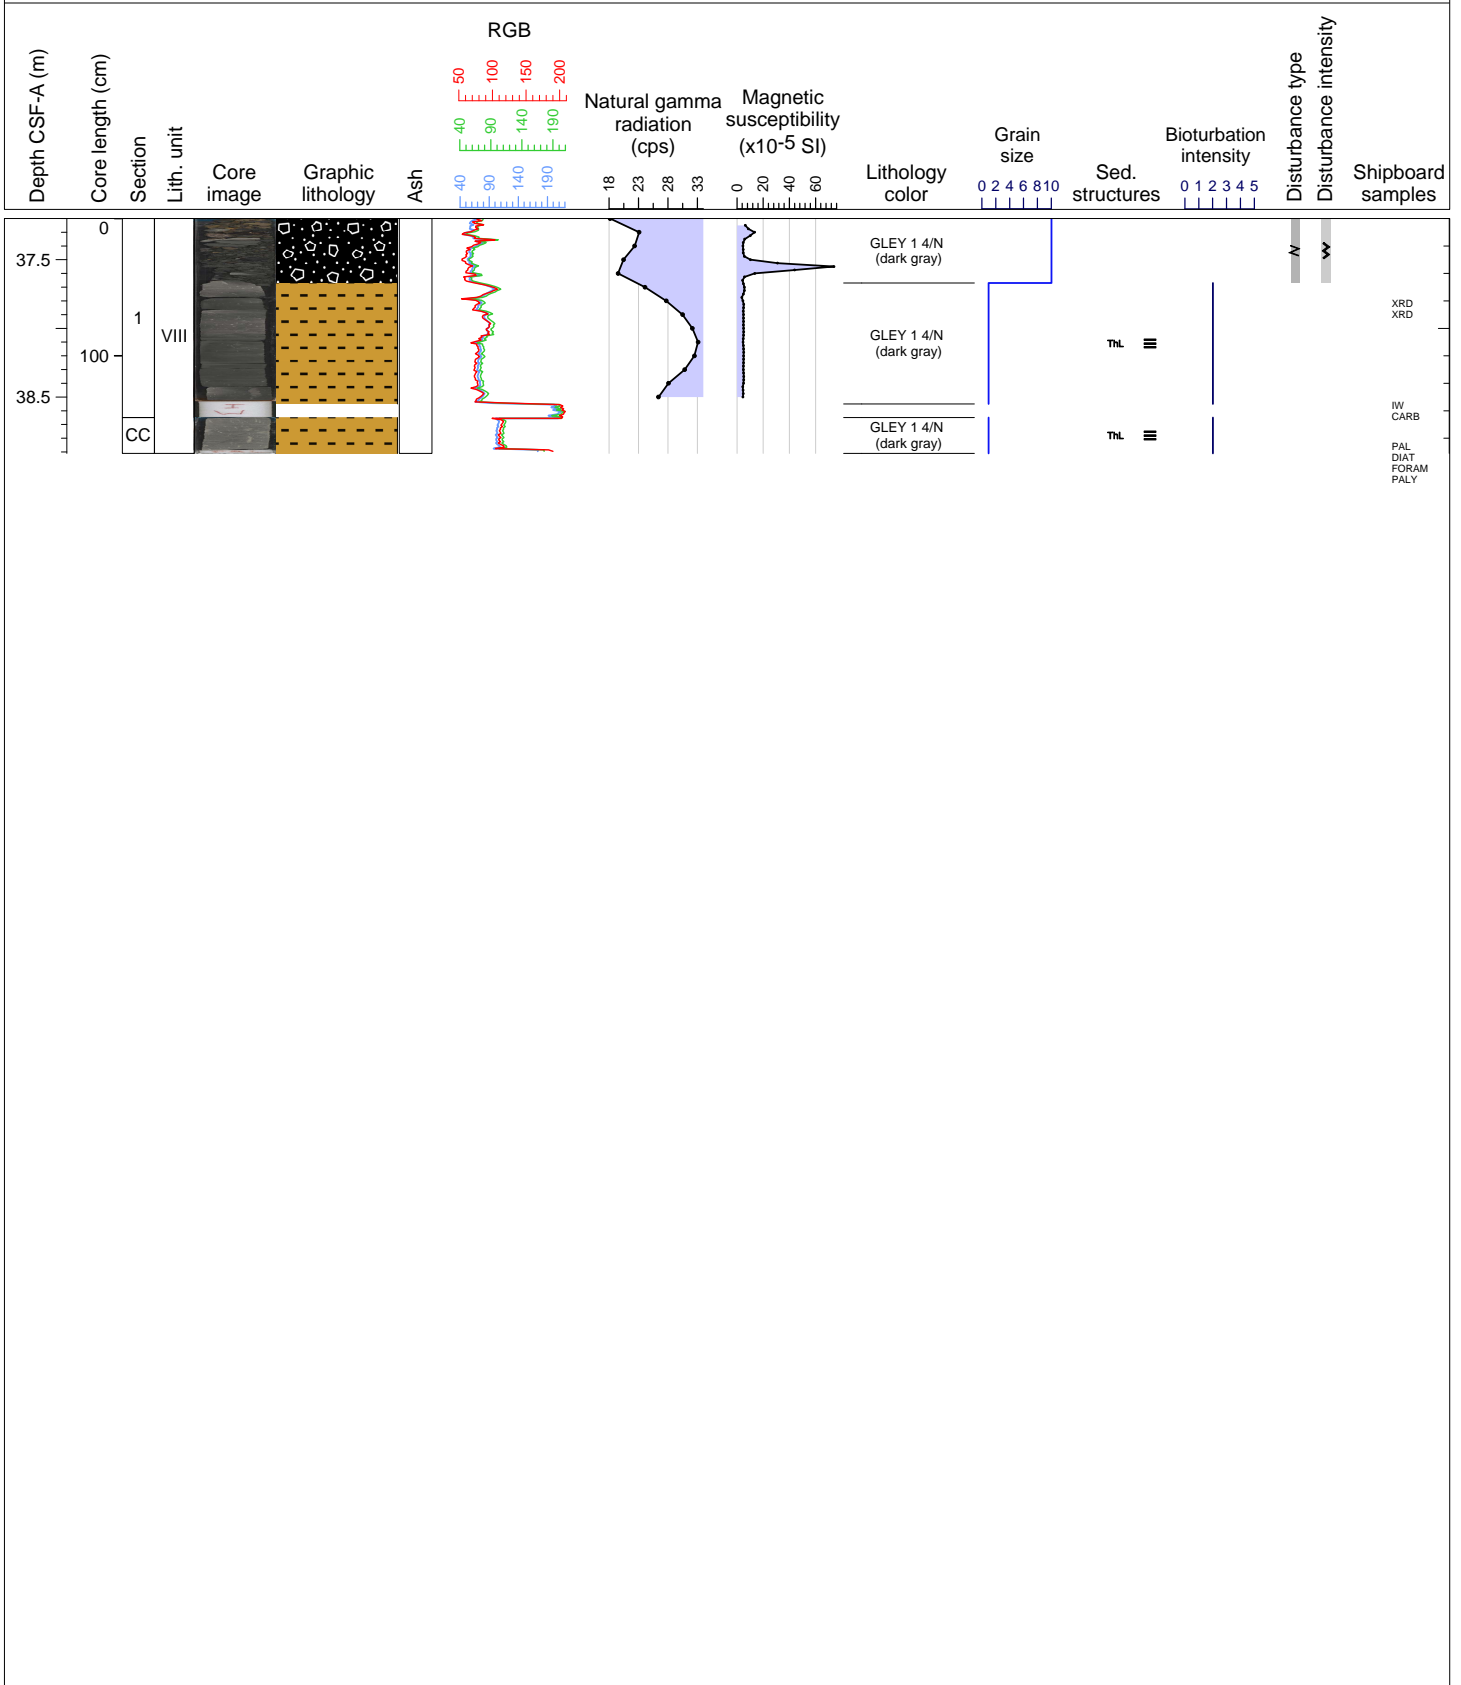 Depth CSF-A (m)
Core length (cm)
Section
Lith. unit
Core
image
Graphic
lithology
Ash
RGB
50 100 150 200
40 90 140 190
40 90 140 190
Natural gamma
radiation
(cps)
18 23 28 33
Magnetic
susceptibility
(x10-5 SI)
0 20 40 60
Lithology
color
Grain
size
0 2 4 6 8 10
Sed.
structures
Bioturbation
intensity
0 1 2 3 4 5
Disturbance type
Disturbance intensity
Shipboard
samples
0
37.5
100
38.5
1
CC
VIII
GLEY 1 4/N
(dark gray)
GLEY 1 4/N
(dark gray)
GLEY 1 4/N
(dark gray)
ThL
ThL
XRD
XRD
IW
CARB
PAL
DIAT
FORAM
PALY